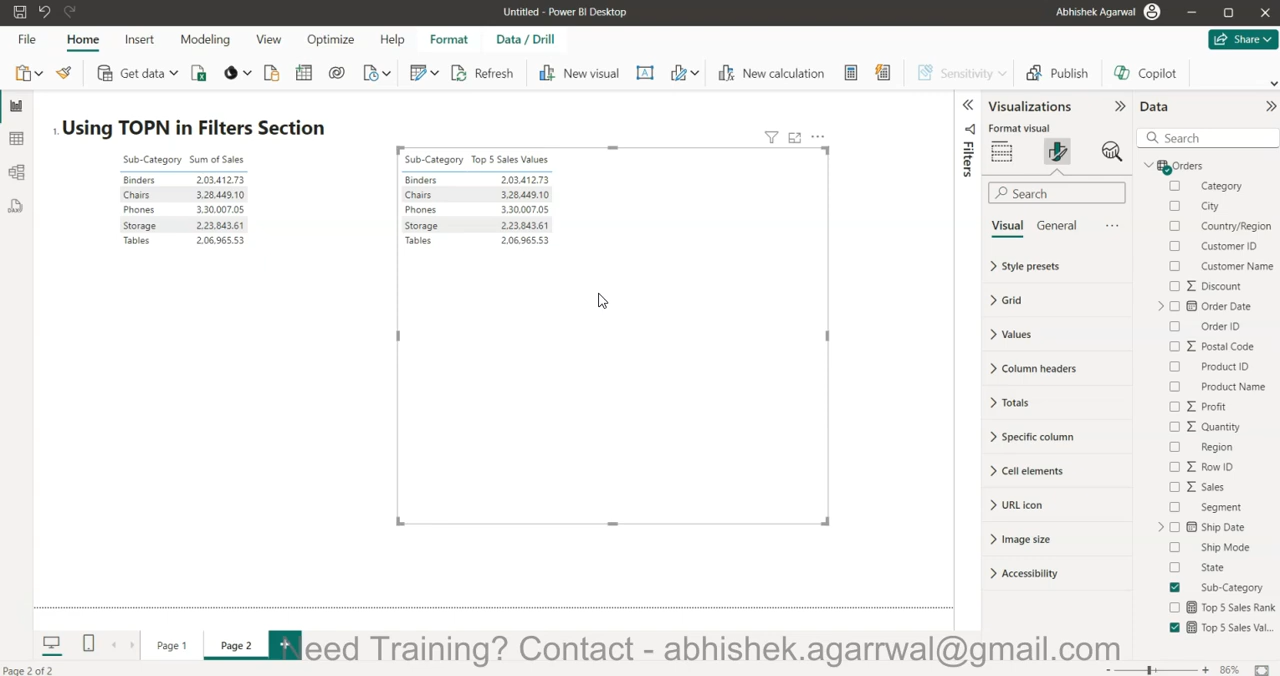 Untitled - Power BI Desktop
Abhishek Agarwal
File Home Insert Modeling View Optimize Help Format Data / Drill
Share
Get data Refresh New visual New calculation Sensitivity Publish Copilot
1. Using TOPN in Filters Section
Sub-Category Sum of Sales
Binders 2,03,412.73
Chairs 3,28,449.10
Phones 3,30,007.05
Storage 2,23,843.61
Tables 2,06,965.53
Sub-Category Top 5 Sales Values
Binders 2,03,412.73
Chairs 3,28,449.10
Phones 3,30,007.05
Storage 2,23,843.61
Tables 2,06,965.53
Filters
Visualizations
Format visual
Search
Visual General
Style presets
Grid
Values
Column headers
Totals
Specific column
Cell elements
URL icon
Image size
Accessibility
Data
Search
Orders
Category
City
Country/Region
Customer ID
Customer Name
Discount
Order Date
Order ID
Postal Code
Product ID
Product Name
Profit
Quantity
Region
Row ID
Sales
Segment
Ship Date
Ship Mode
State
Sub-Category
Top 5 Sales Rank
Top 5 Sales Val...
Page 1 Page 2
Need Training? Contact - abhishek.agarrwal@gmail.com
Page 2 of 2
86%